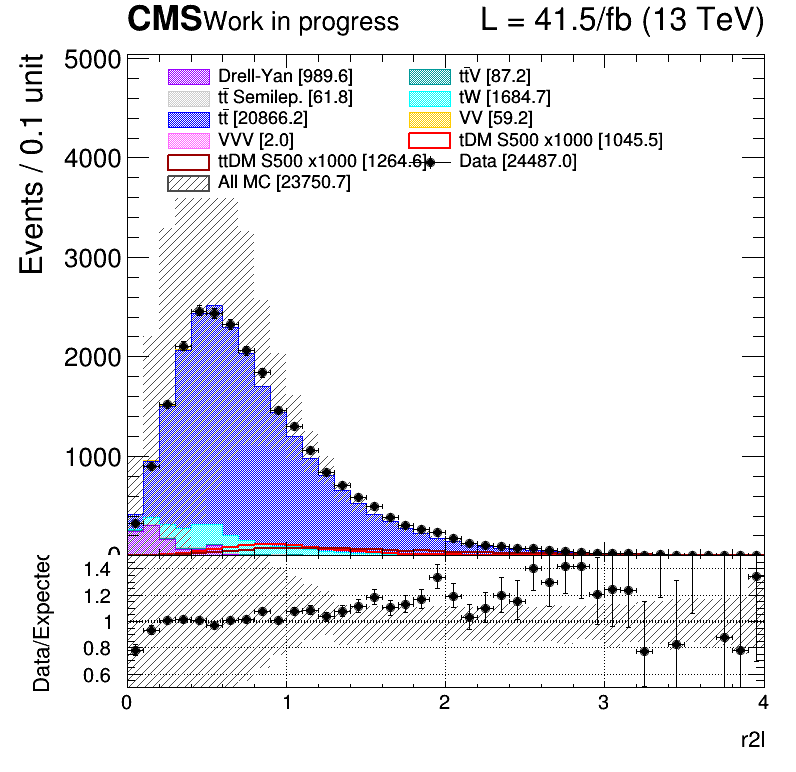 CMS Work in progress L = 41.5/fb (13 TeV)
Events / 0.1 unit
5000
4000
3000
2000
1000
0
Drell-Yan [989.6] tt̄V [87.2]
tt̄ Semilep. [61.8] tW [1684.7]
tt̄ [20866.2] VV [59.2]
VVV [2.0] tDM S500 x1000 [1045.5]
ttDM S500 x1000 [1264.6] Data [24487.0]
All MC [23750.7]
Data/Expected
1.4
1.2
1
0.8
0.6
0 1 2 3 4
r2l